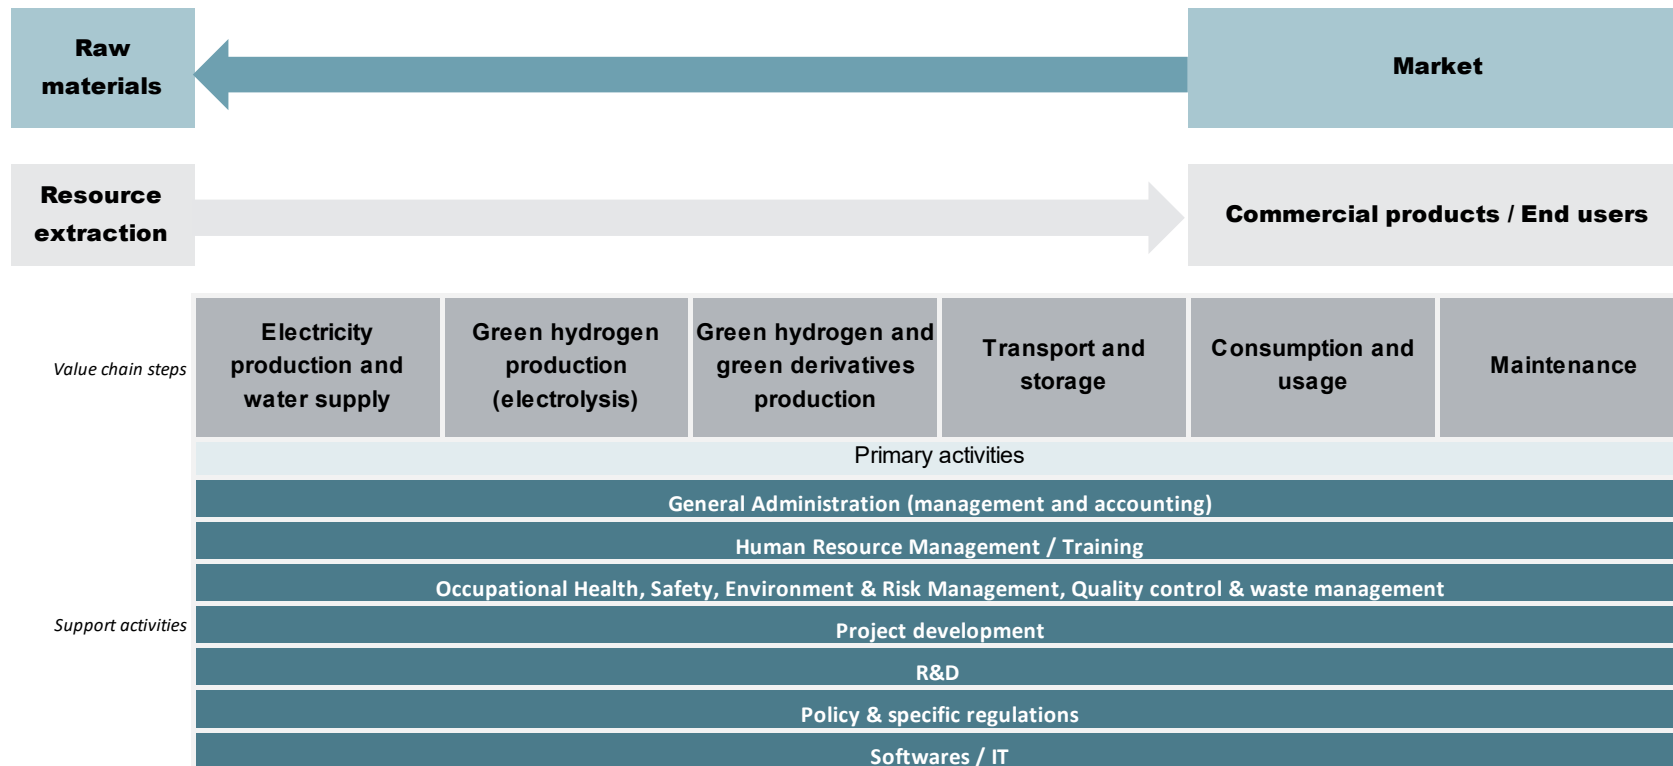 Raw
materials
Market
Resource
extraction
Commercial products / End users
Value chain steps
Electricity
production and
water supply
Green hydrogen
production
(electrolysis)
Green hydrogen and
green derivatives
production
Transport and
storage
Consumption and
usage
Maintenance
Primary activities
Support activities
General Administration (management and accounting)
Human Resource Management / Training
Occupational Health, Safety, Environment & Risk Management, Quality control & waste management
Project development
R&D
Policy & specific regulations
Softwares / IT